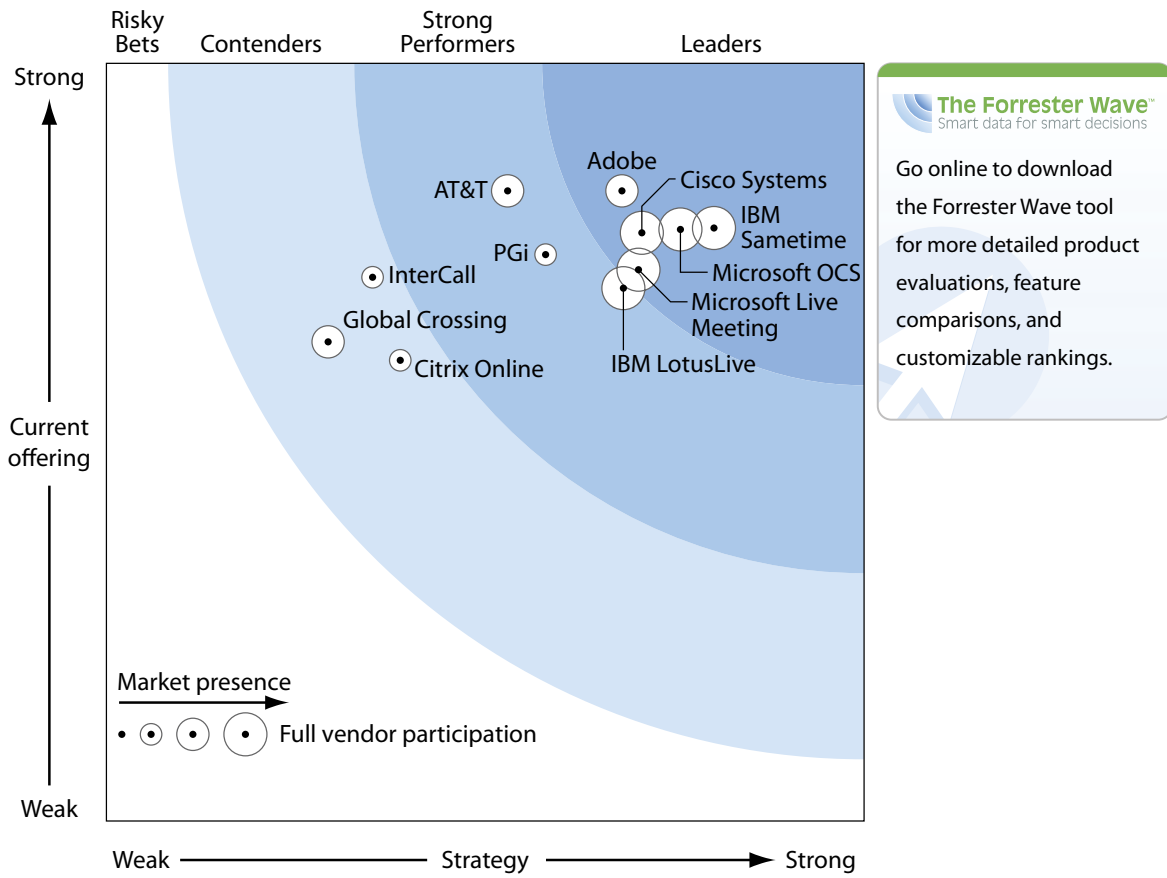 Risky
Bets
Contenders
Strong
Performers
Leaders
Strong
Current
offering
Weak
AT&T
Adobe
Cisco Systems
IBM
Sametime
PGi
InterCall
Microsoft OCS
Microsoft Live
Meeting
Global Crossing
Citrix Online
IBM LotusLive
Market presence
Full vendor participation
Weak
Strategy
Strong
The Forrester Wave™
Smart data for smart decisions
Go online to download
the Forrester Wave tool
for more detailed product
evaluations, feature
comparisons, and
customizable rankings.